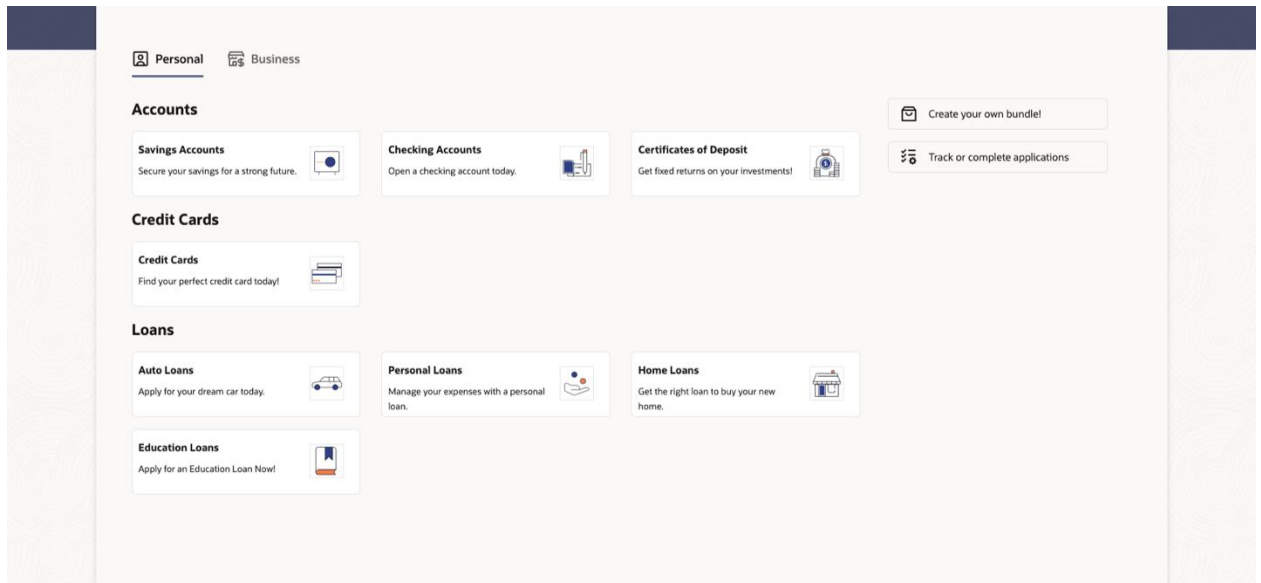 Personal
Business
Accounts
Create your own bundle!
Track or complete applications
Savings Accounts
Secure your savings for a strong future.
Checking Accounts
Open a checking account today.
Certificates of Deposit
Get fixed returns on your investments!
Credit Cards
Credit Cards
Find your perfect credit card today!
Loans
Auto Loans
Apply for your dream car today.
Personal Loans
Manage your expenses with a personal
loan.
Home Loans
Get the right loan to buy your new
home.
Education Loans
Apply for an Education Loan Now!